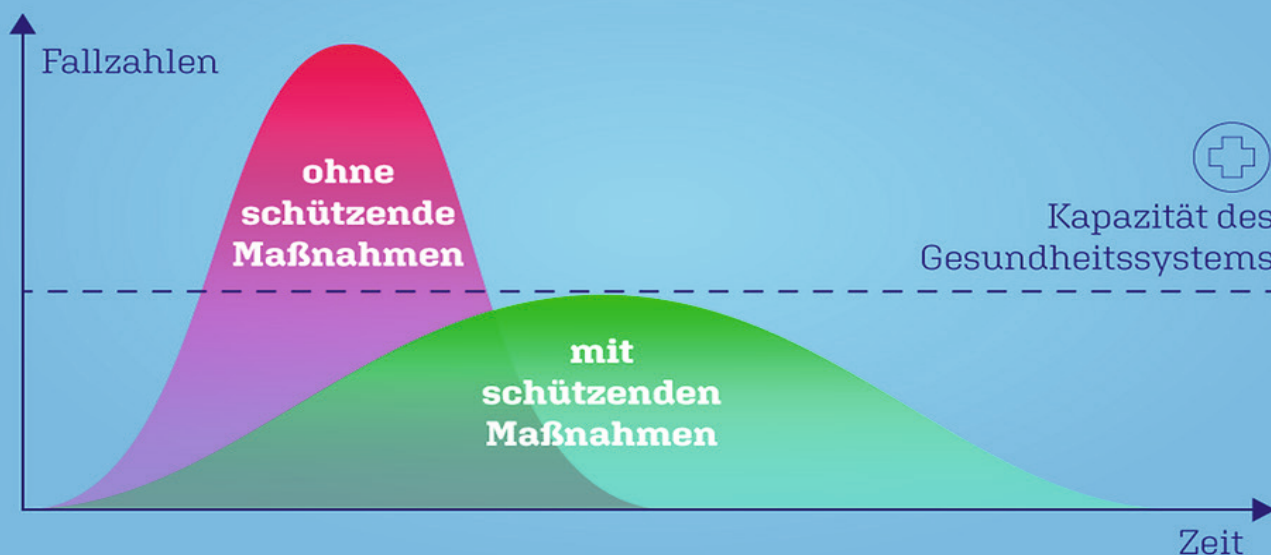 Fallzahlen
ohne
schützende
Maßnahmen
Kapazität des
Gesundheitssystems
mit
schützenden
Maßnahmen
Zeit